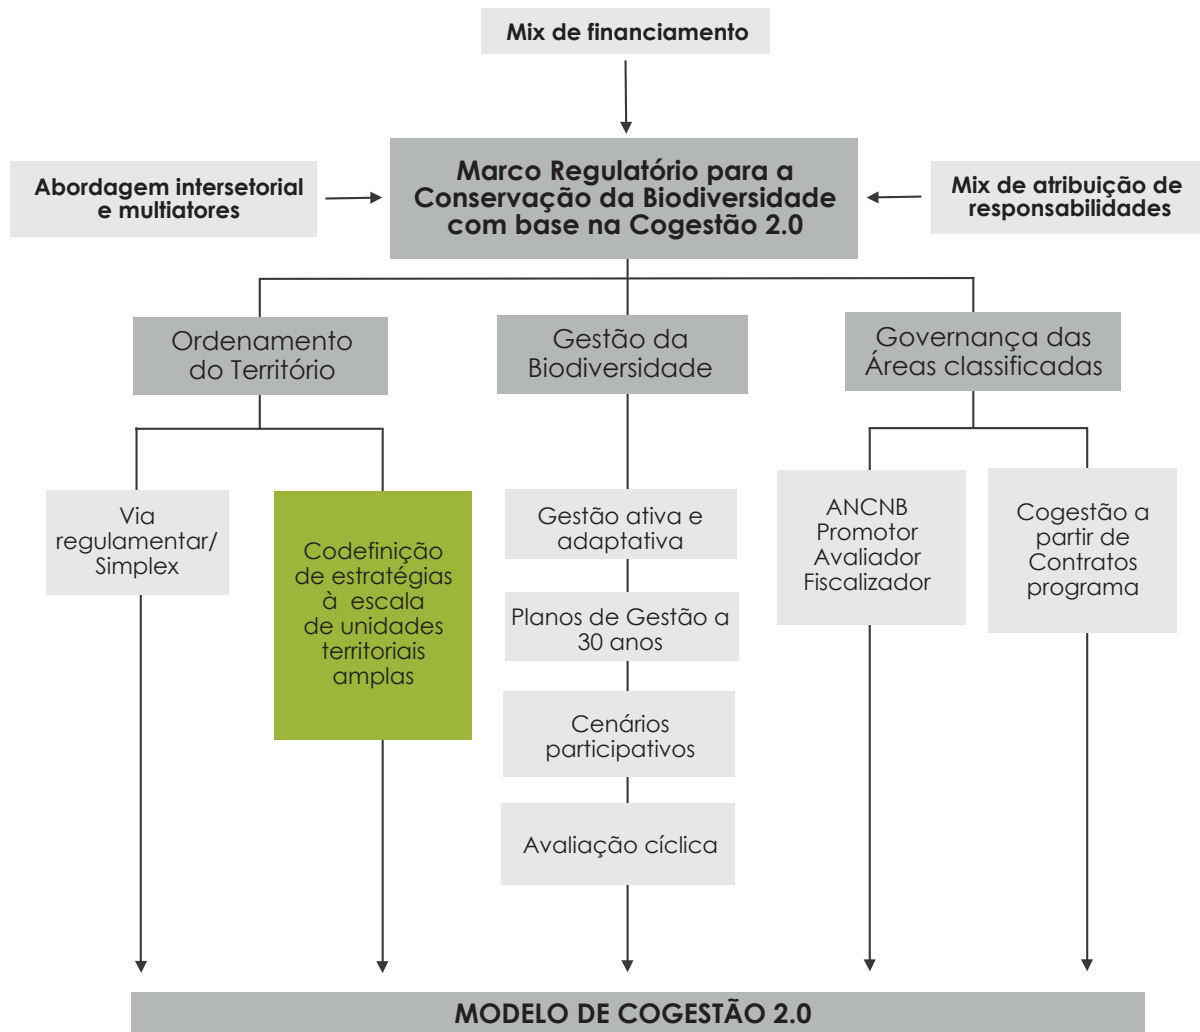 Mix de financiamento
Abordagem intersetorial
e multiatores
Marco Regulatório para a
Conservação da Biodiversidade
com base na Cogestão 2.0
Mix de atribuição de
responsabilidades
Ordenamento
do Território
Gestão da
Biodiversidade
Governança das
Áreas classificadas
Via
regulamentar/
Simplex
Codefinição
de estratégias
à escala
de unidades
territoriais
amplas
Gestão ativa e
adaptativa
Planos de Gestão a
30 anos
Cenários
participativos
Avaliação cíclica
ANCNB
Promotor
Avaliador
Fiscalizador
Cogestão a
partir de
Contratos
programa
MODELO DE COGESTÃO 2.0